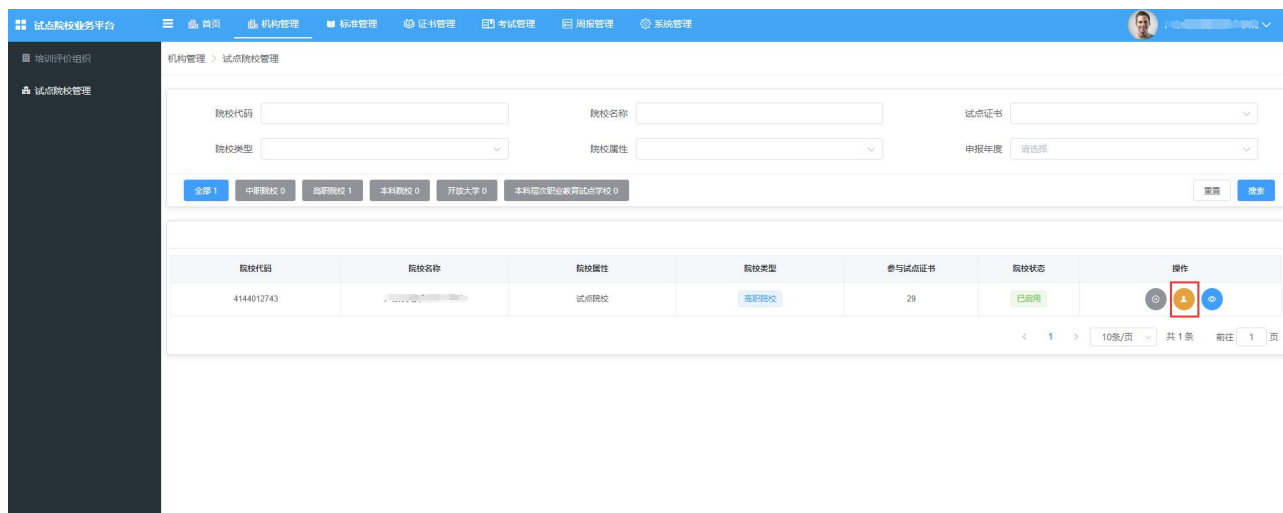 试点院校业务平台 首页 机构管理 标准管理 证书管理 考试管理 周报管理 系统管理
培训评价组织
试点院校管理
机构管理 > 试点院校管理
院校代码 院校名称 试点证书
院校类型 院校属性 申报年度 请选择
全部 1 中职院校 0 高职院校 1 本科院校 0 开放大学 0 本科层次职业教育试点学校 0 重置 搜索
院校代码 院校名称 院校属性 院校类型 参与试点证书 院校状态 操作
4144012743 试点院校 高职院校 29 已启用
< 1 > 10条/页 共 1 条 前往 1 页